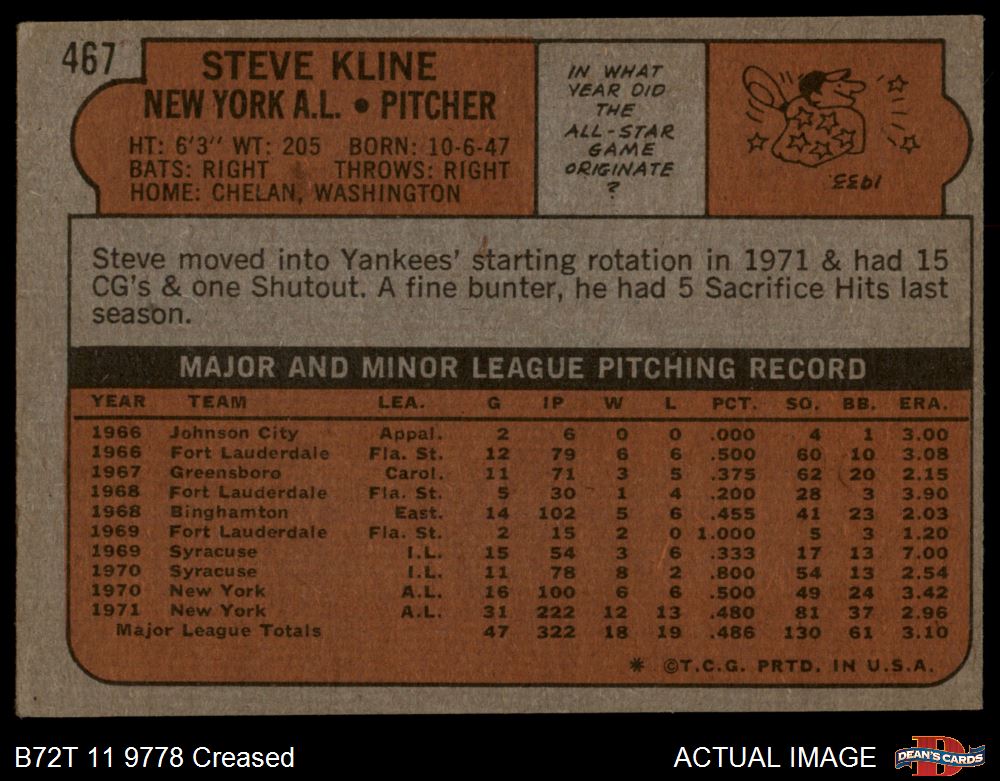 467
STEVE KLINE
NEW YORK A.L. • PITCHER
HT: 6'3" WT: 205 BORN: 10-6-47
BATS: RIGHT THROWS: RIGHT
HOME: CHELAN, WASHINGTON
IN WHAT
YEAR DID
THE
ALL-STAR
GAME
ORIGINATE
?
1933
Steve moved into Yankees' starting rotation in 1971 & had 15
CG's & one Shutout. A fine bunter, he had 5 Sacrifice Hits last
season.
MAJOR AND MINOR LEAGUE PITCHING RECORD
YEAR TEAM LEA. G IP W L PCT. SO. BB. ERA.
1966 Johnson City Appal. 2 6 0 0 .000 4 1 3.00
1966 Fort Lauderdale Fla. St. 12 79 6 6 .500 60 10 3.08
1967 Greensboro Carol. 11 71 3 5 .375 62 20 2.15
1968 Fort Lauderdale Fla. St. 5 30 1 4 .200 28 3 3.90
1968 Binghamton East. 14 102 5 6 .455 41 23 2.03
1969 Fort Lauderdale Fla. St. 2 15 2 0 1.000 5 3 1.20
1969 Syracuse I.L. 15 54 3 6 .333 17 13 7.00
1970 Syracuse I.L. 11 78 8 2 .800 54 13 2.54
1970 New York A.L. 16 100 6 6 .500 49 24 3.42
1971 New York A.L. 31 222 12 13 .480 81 37 2.96
Major League Totals 47 322 18 19 .486 130 61 3.10
* ©T.C.G. PRTD. IN U.S.A.
B72T 11 9778 Creased
ACTUAL IMAGE
D
DEAN'S CARDS